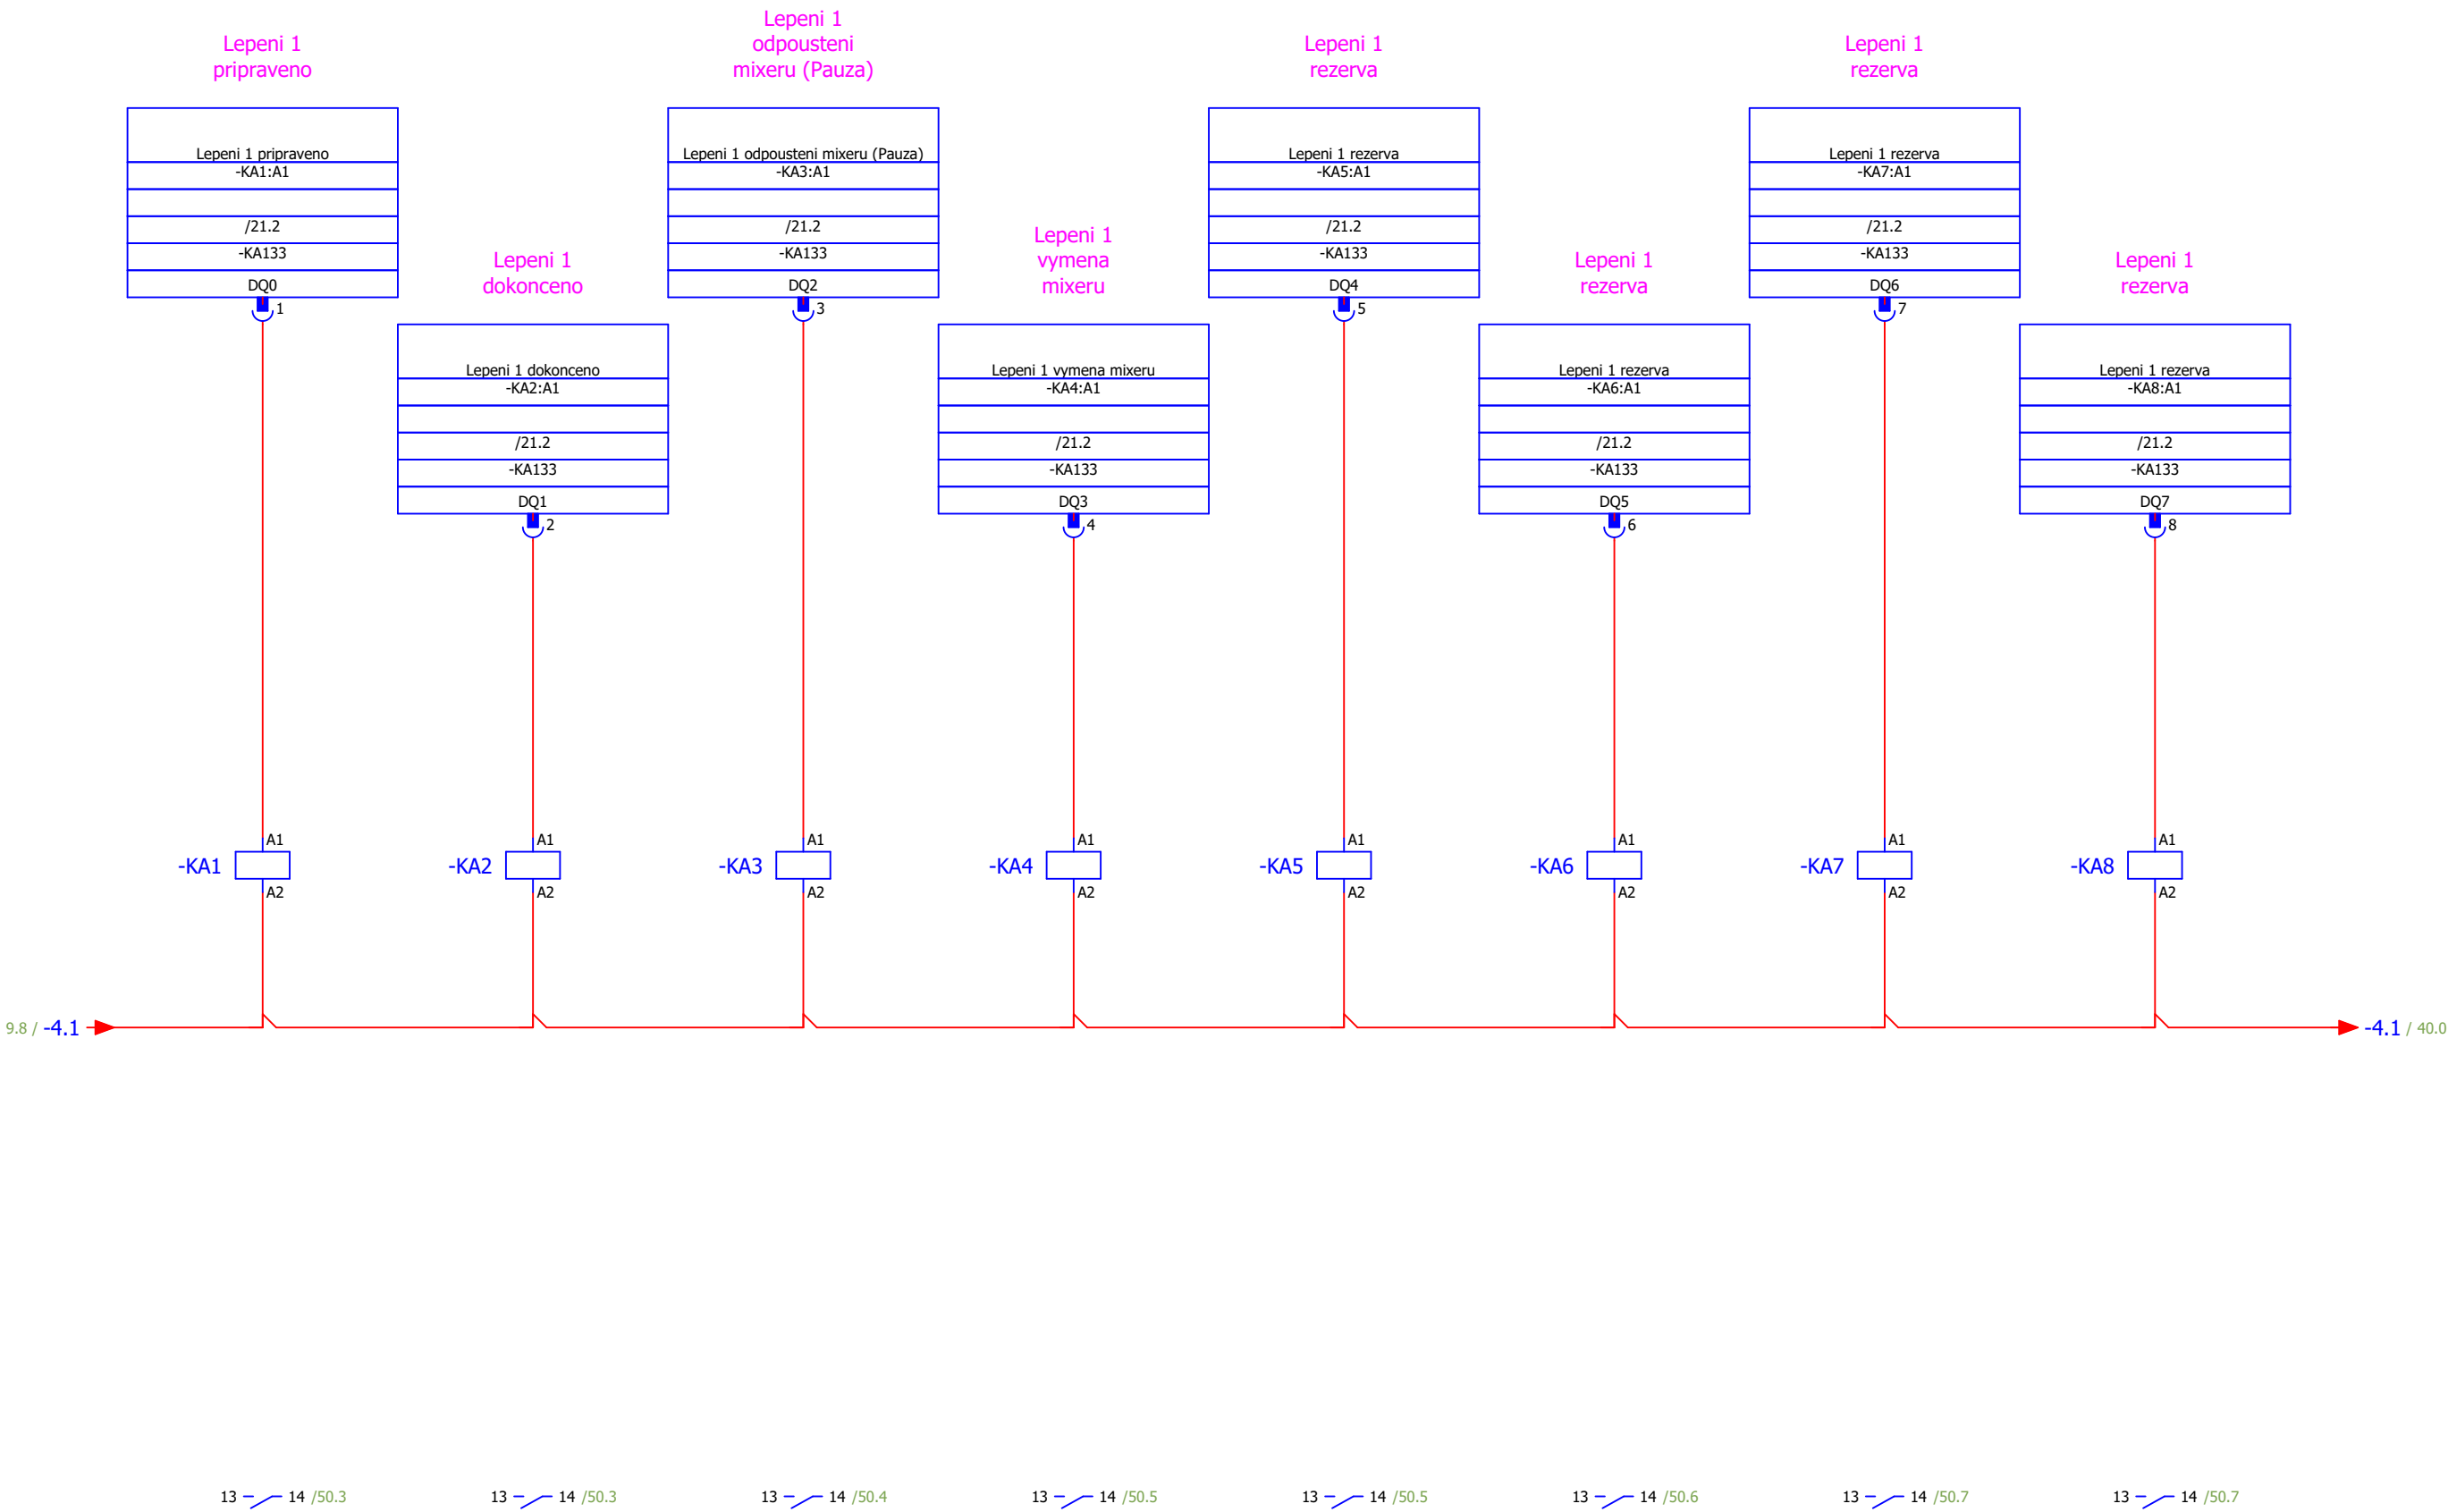 Lepeni 1
pripraveno
Lepeni 1
odpousteni
mixeru (Pauza)
Lepeni 1
rezerva
Lepeni 1
rezerva
Lepeni 1 pripraveno
-KA1:A1
/21.2
-KA133
DQ0
1
Lepeni 1 odpousteni mixeru (Pauza)
-KA3:A1
/21.2
-KA133
DQ2
3
Lepeni 1 rezerva
-KA5:A1
/21.2
-KA133
DQ4
5
Lepeni 1 rezerva
-KA7:A1
/21.2
-KA133
DQ6
7
Lepeni 1
dokonceno
Lepeni 1
vymena
mixeru
Lepeni 1
rezerva
Lepeni 1
rezerva
Lepeni 1 dokonceno
-KA2:A1
/21.2
-KA133
DQ1
2
Lepeni 1 vymena mixeru
-KA4:A1
/21.2
-KA133
DQ3
4
Lepeni 1 rezerva
-KA6:A1
/21.2
-KA133
DQ5
6
Lepeni 1 rezerva
-KA8:A1
/21.2
-KA133
DQ7
8
A1
-KA1
A2
A1
-KA2
A2
A1
-KA3
A2
A1
-KA4
A2
A1
-KA5
A2
A1
-KA6
A2
A1
-KA7
A2
A1
-KA8
A2
9.8 / -4.1
-4.1 / 40.0
13 14 /50.3
13 14 /50.3
13 14 /50.4
13 14 /50.5
13 14 /50.5
13 14 /50.6
13 14 /50.7
13 14 /50.7